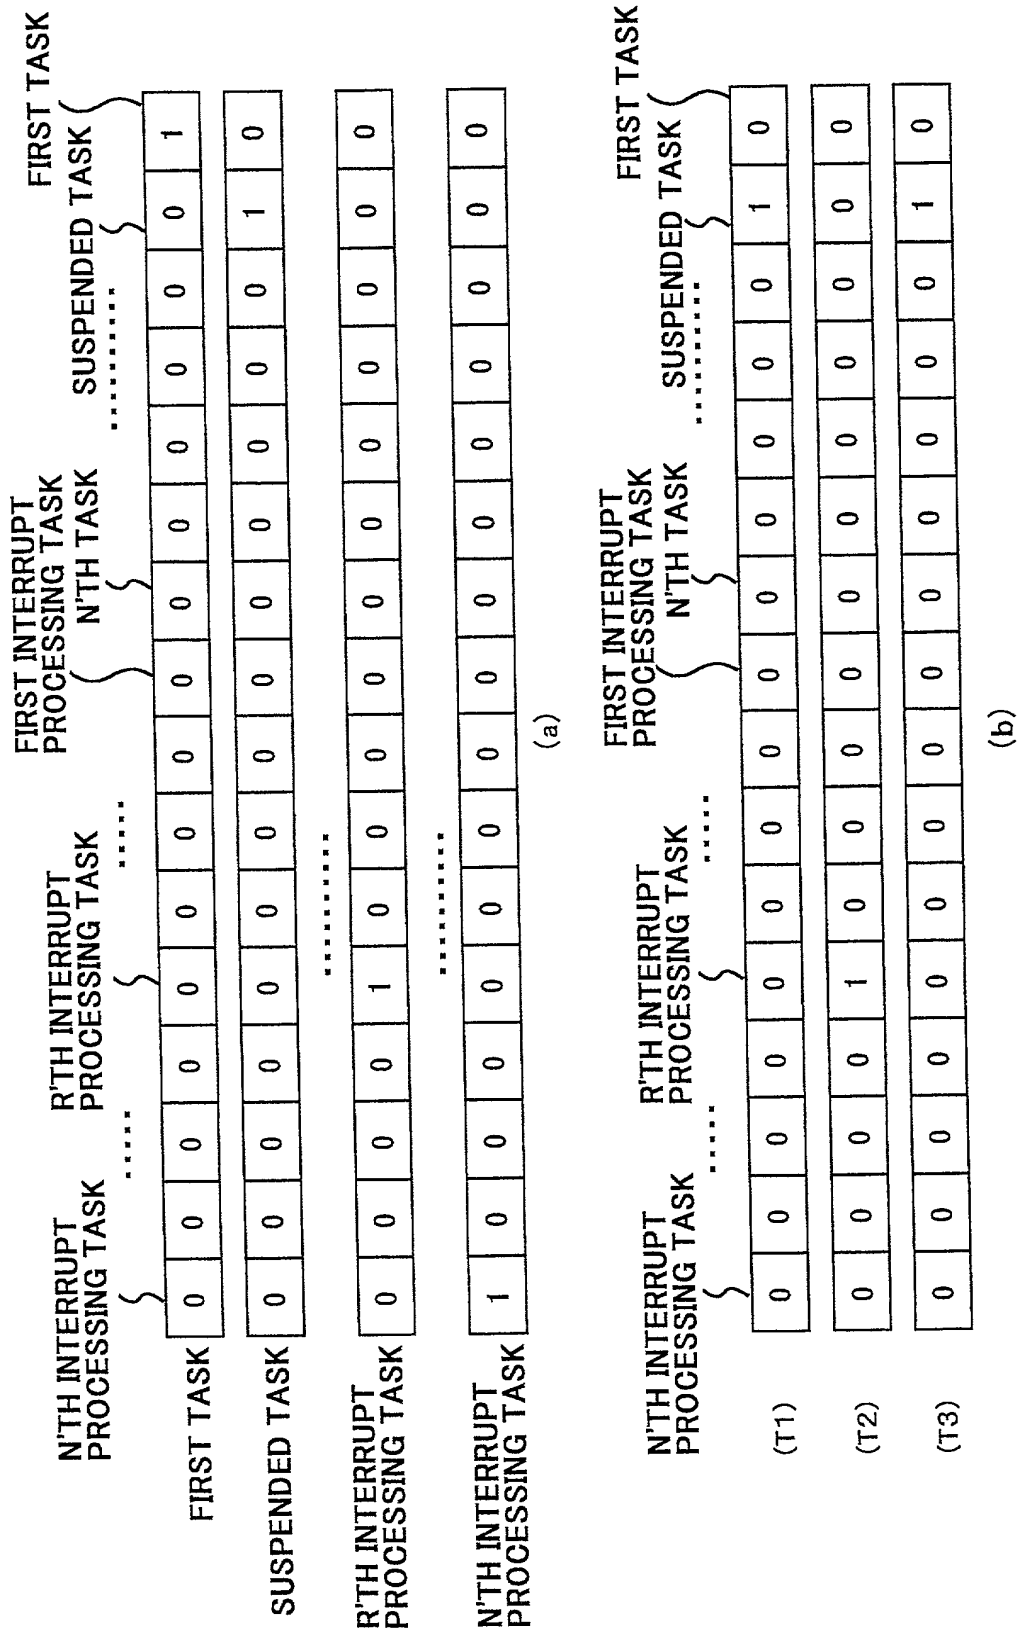 N'TH INTERRUPT
PROCESSING TASK
.....
R'TH INTERRUPT
PROCESSING TASK
.....
FIRST INTERRUPT
PROCESSING TASK
N'TH TASK
.........
SUSPENDED TASK
FIRST TASK
FIRST TASK 0 0 0 0 0 0 0 0 0 0 0 0 0 0 0 1
SUSPENDED TASK 0 0 0 0 0 0 0 0 0 0 0 0 0 0 1 0
.........
R'TH INTERRUPT
PROCESSING TASK 0 0 0 0 1 0 0 0 0 0 0 0 0 0 0 0
.........
N'TH INTERRUPT
PROCESSING TASK 1 0 0 0 0 0 0 0 0 0 0 0 0 0 0 0
(a)
N'TH INTERRUPT
PROCESSING TASK
.....
R'TH INTERRUPT
PROCESSING TASK
.....
FIRST INTERRUPT
PROCESSING TASK
N'TH TASK
.........
SUSPENDED TASK
FIRST TASK
(T1) 0 0 0 0 0 0 0 0 0 0 0 0 0 0 1 0
(T2) 0 0 0 0 1 0 0 0 0 0 0 0 0 0 0 0
(T3) 0 0 0 0 0 0 0 0 0 0 0 0 0 0 1 0
(b)